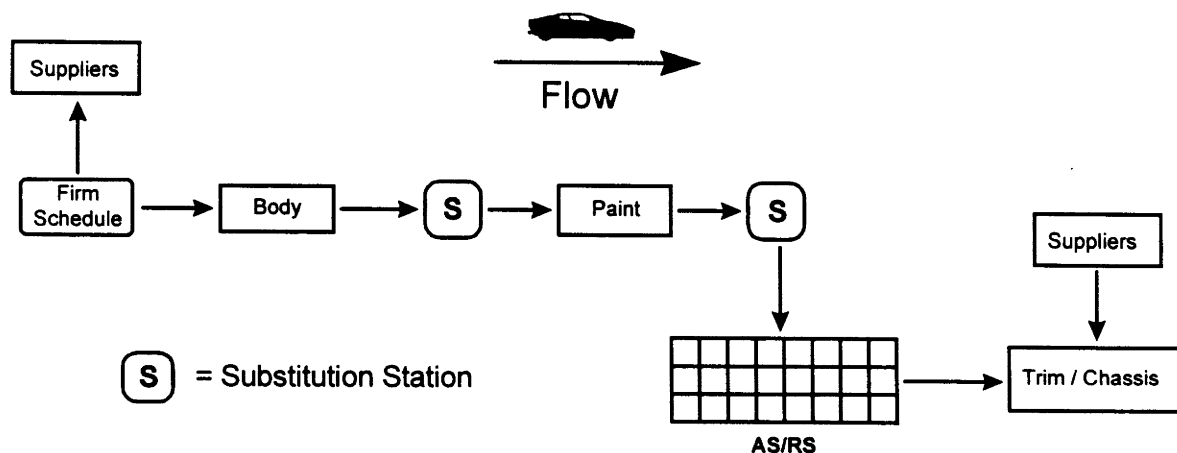 Flow
Suppliers
Firm
Schedule
Body
S
Paint
S
Suppliers
S = Substitution Station
AS/RS
Trim / Chassis